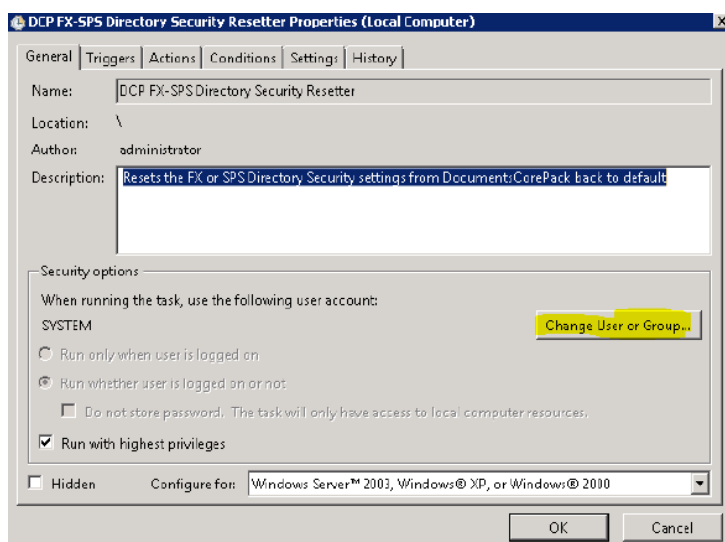 DCP FX-SPS Directory Security Resetter Properties (Local Computer)
General Triggers Actions Conditions Settings History
Name: DCP FX-SPS Directory Security Resetter
Location: \
Author: administrator
Description: Resets the FX or SPS Directory Security settings from DocumentsCorePack back to default
Security options
When running the task, use the following user account:
SYSTEM
Change User or Group...
Run only when user is logged on
Run whether user is logged on or not
Do not store password. The task will only have access to local computer resources.
Run with highest privileges
Hidden Configure for: Windows Server™ 2003, Windows® XP, or Windows® 2000
OK Cancel